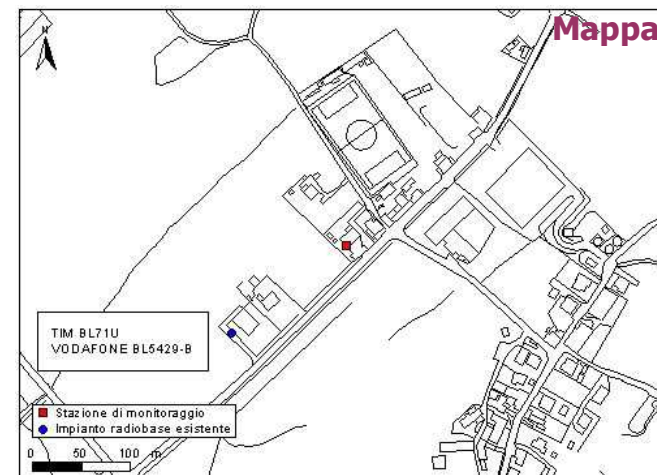 Mappa
N
TIM BL71U
VODAFONE BL5429-B
Stazione di monitoraggio
Impianto radiobase esistente
0 50 100 m